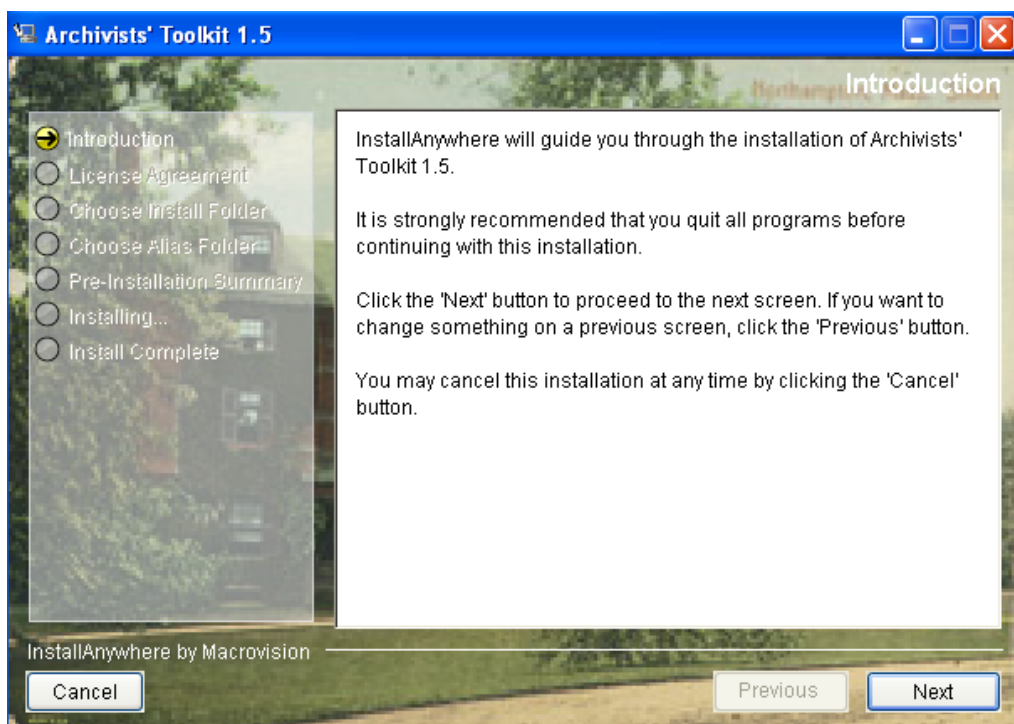 Archivists' Toolkit 1.5
Introduction
Introduction
License Agreement
Choose Install Folder
Choose Alias Folder
Pre-Installation Summary
Installing...
Install Complete
InstallAnywhere will guide you through the installation of Archivists'
Toolkit 1.5.
It is strongly recommended that you quit all programs before
continuing with this installation.
Click the 'Next' button to proceed to the next screen. If you want to
change something on a previous screen, click the 'Previous' button.
You may cancel this installation at any time by clicking the 'Cancel'
button.
InstallAnywhere by Macrovision
Cancel
Previous
Next